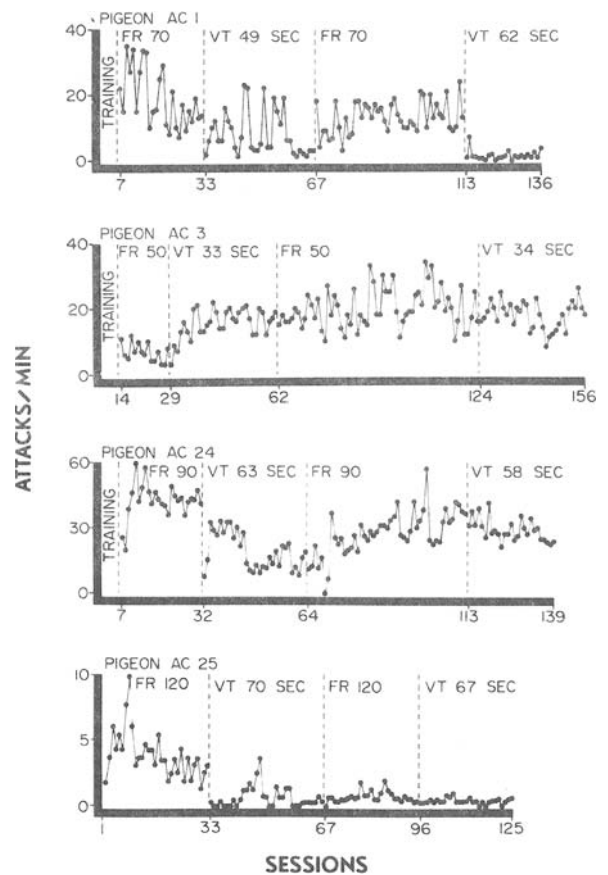 PIGEON AC 1
FR 70 VT 49 SEC FR 70 VT 62 SEC
40
20
0
TRAINING
7 33 67 113 136
PIGEON AC 3
FR 50 VT 33 SEC FR 50 VT 34 SEC
40
20
0
TRAINING
14 29 62 124 156
ATTACKS/MIN
PIGEON AC 24
FR 90 VT 63 SEC FR 90 VT 58 SEC
60
30
0
TRAINING
7 32 64 113 139
PIGEON AC 25
FR 120 VT 70 SEC FR 120 VT 67 SEC
10
5
0
1 33 67 96 125
SESSIONS